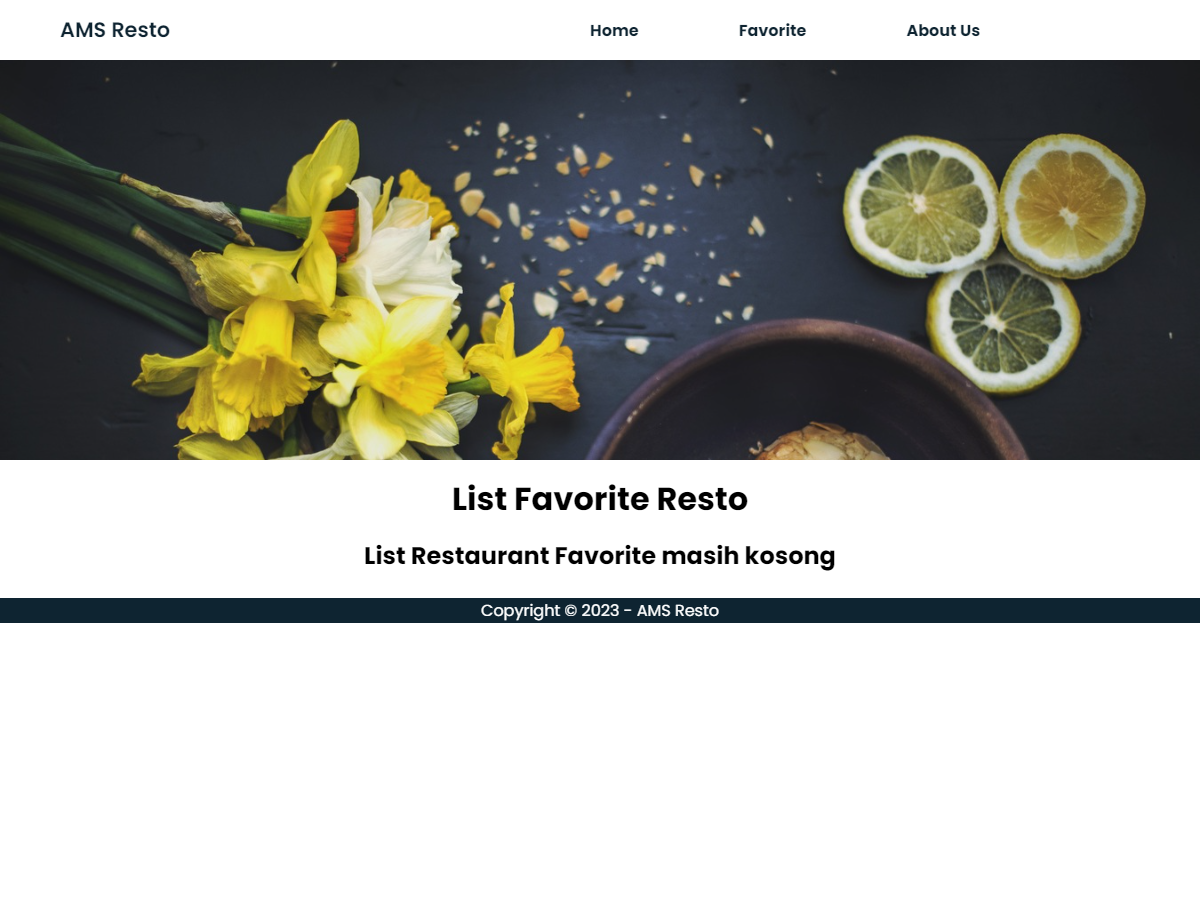 AMS Resto
Home Favorite About Us
List Favorite Resto
List Restaurant Favorite masih kosong
Copyright © 2023 - AMS Resto